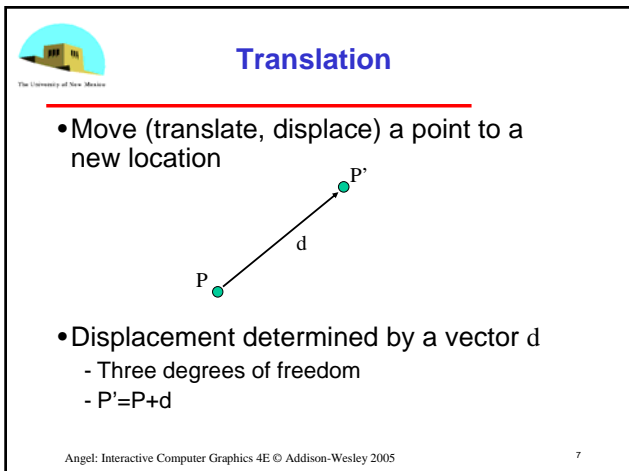 The University of New Mexico
Translation
•Move (translate, displace) a point to a
new location
P’
d
P
•Displacement determined by a vector d
- Three degrees of freedom
- P’=P+d
Angel: Interactive Computer Graphics 4E © Addison-Wesley 2005
7